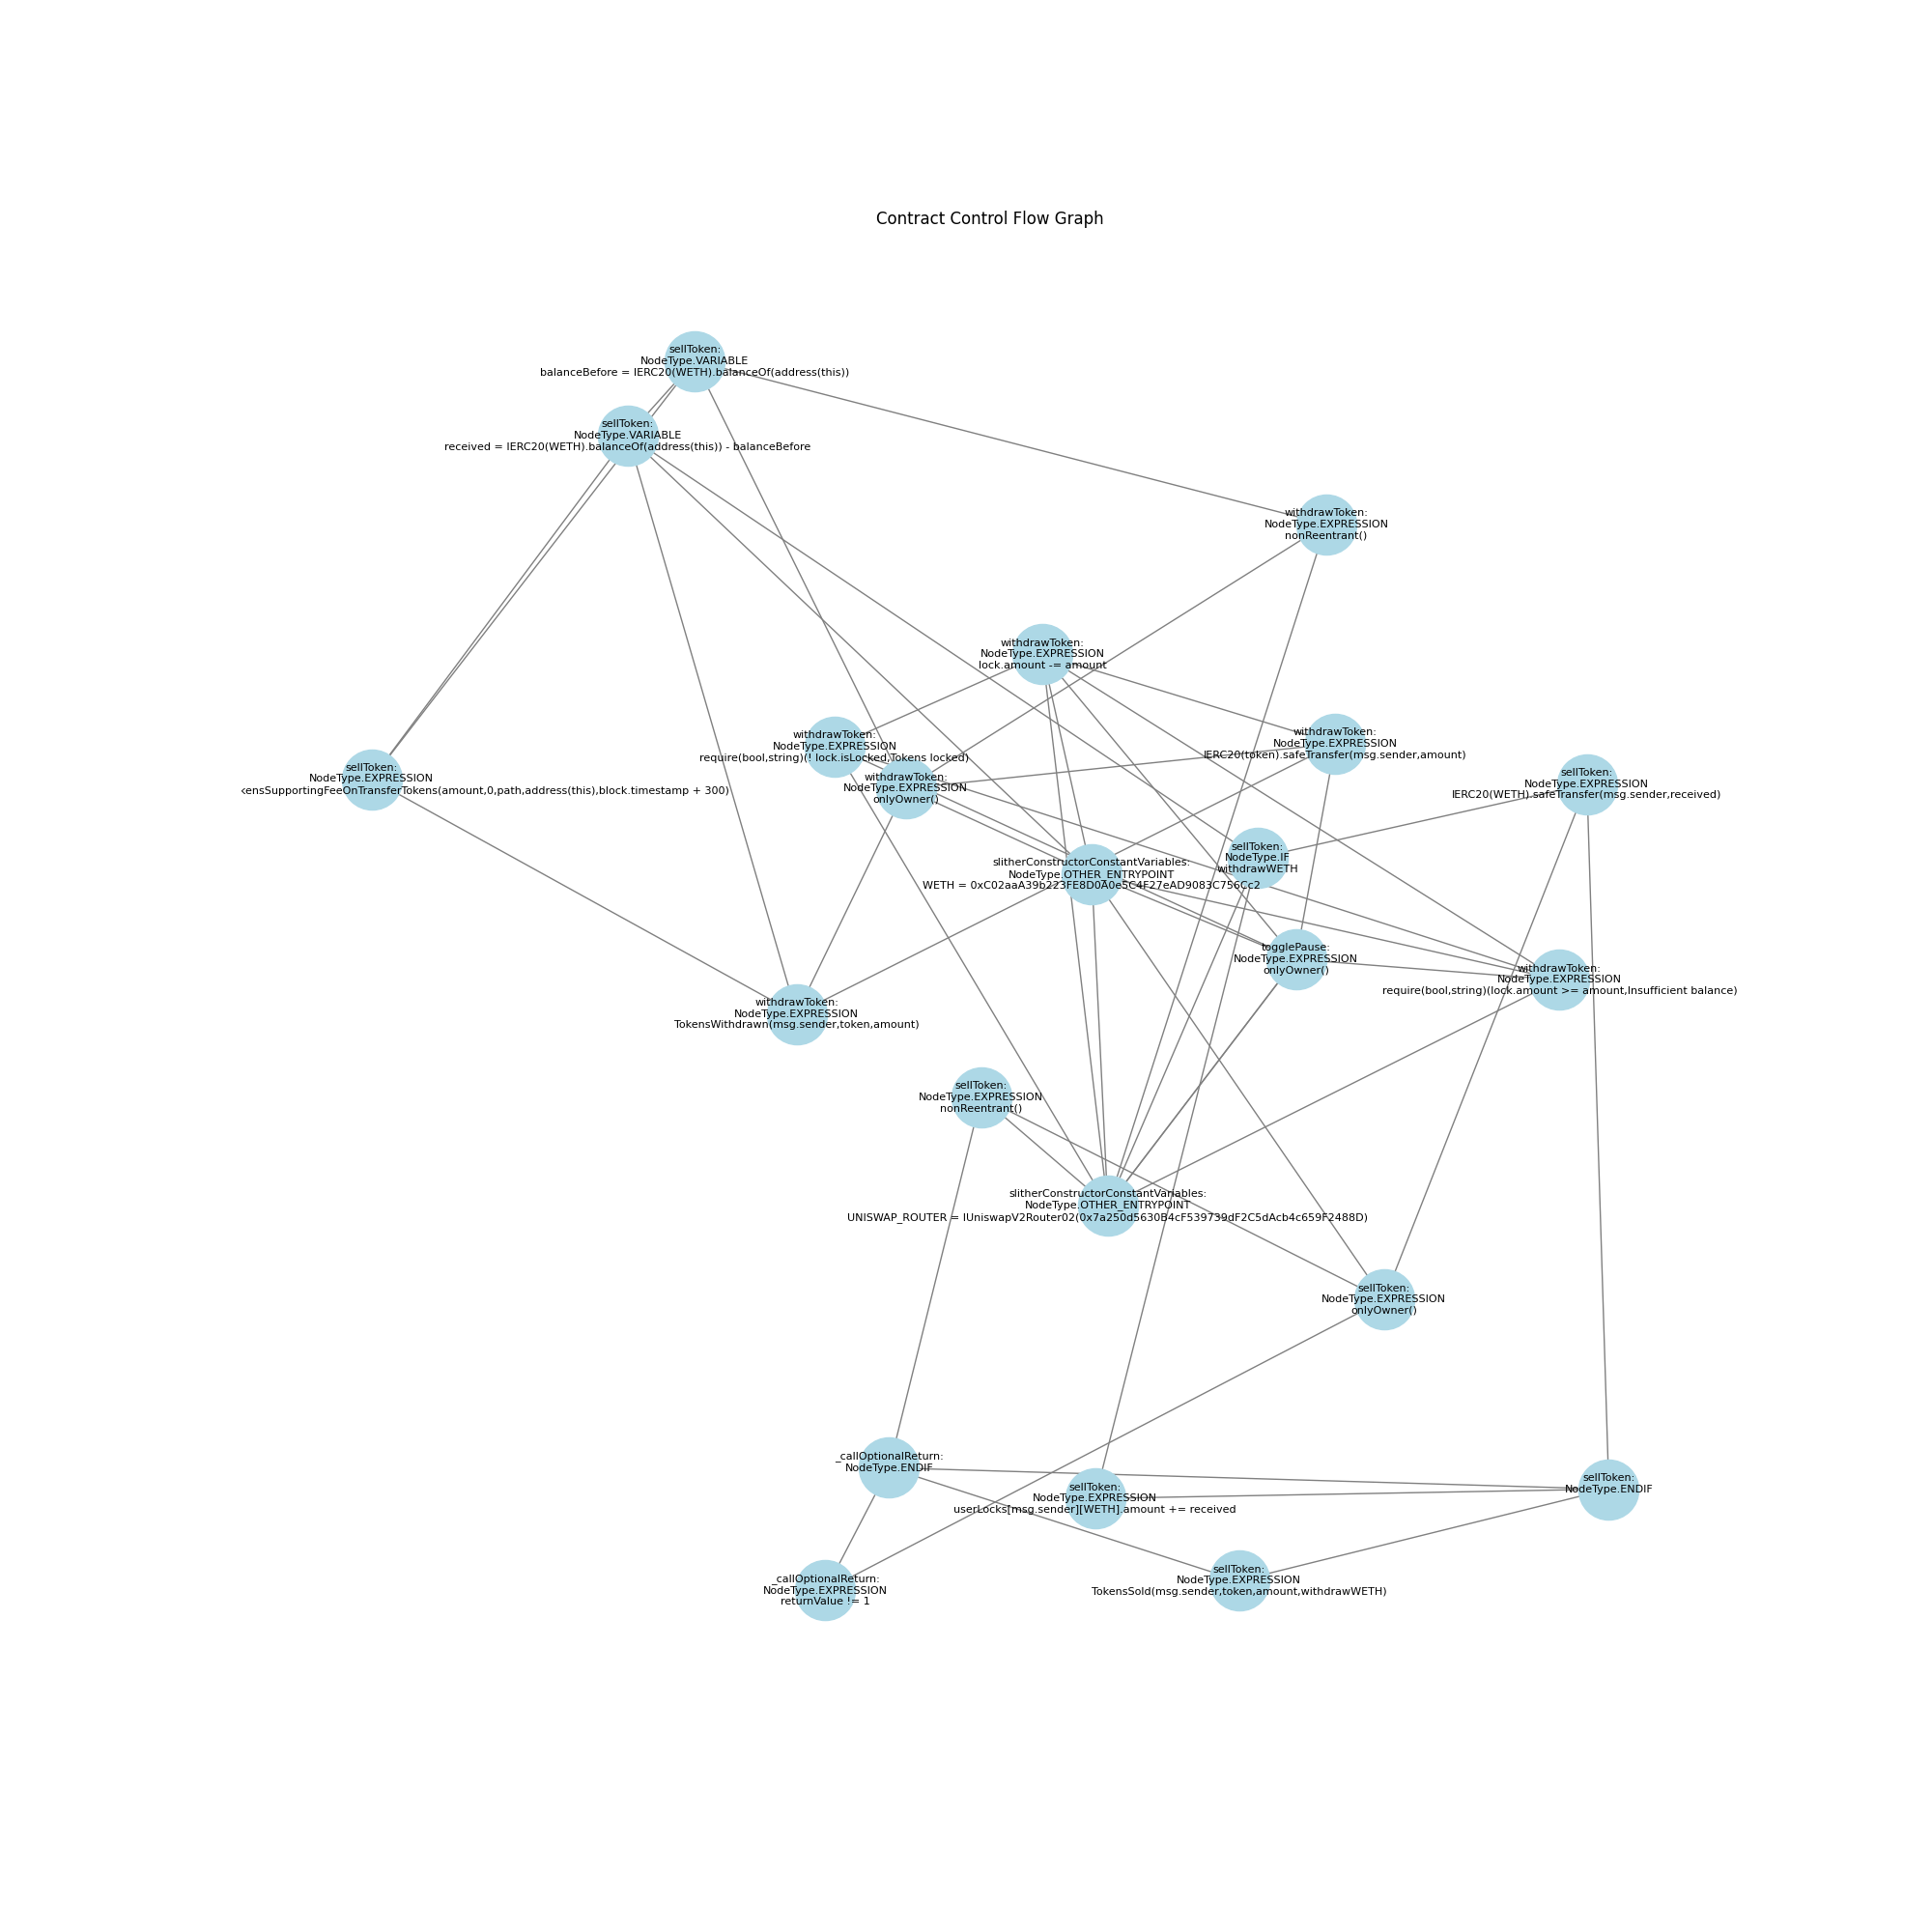 Contract Control Flow Graph
sellToken:
NodeType.VARIABLE
balanceBefore = IERC20(WETH).balanceOf(address(this))
sellToken:
NodeType.VARIABLE
received = IERC20(WETH).balanceOf(address(this)) - balanceBefore
withdrawToken:
NodeType.EXPRESSION
nonReentrant()
withdrawToken:
NodeType.EXPRESSION
lock.amount -= amount
withdrawToken:
NodeType.EXPRESSION
require(bool,string)(! lock.isLocked,Tokens locked)
withdrawToken:
NodeType.EXPRESSION
IERC20(token).safeTransfer(msg.sender,amount)
sellToken:
NodeType.EXPRESSION
kensSupportingFeeOnTransferTokens(amount,0,path,address(this),block.timestamp + 300)
withdrawToken:
NodeType.EXPRESSION
onlyOwner()
sellToken:
NodeType.EXPRESSION
IERC20(WETH).safeTransfer(msg.sender,received)
sellToken:
NodeType.IF
withdrawWETH
slitherConstructorConstantVariables:
NodeType.OTHER_ENTRYPOINT
WETH = 0xC02aaA39b223FE8D0A0e5C4F27eAD9083C756Cc2
togglePause:
NodeType.EXPRESSION
onlyOwner()
withdrawToken:
NodeType.EXPRESSION
require(bool,string)(lock.amount >= amount,Insufficient balance)
withdrawToken:
NodeType.EXPRESSION
TokensWithdrawn(msg.sender,token,amount)
sellToken:
NodeType.EXPRESSION
nonReentrant()
slitherConstructorConstantVariables:
NodeType.OTHER_ENTRYPOINT
UNISWAP_ROUTER = IUniswapV2Router02(0x7a250d5630B4cF539739dF2C5dAcb4c659F2488D)
sellToken:
NodeType.EXPRESSION
onlyOwner()
_callOptionalReturn:
NodeType.ENDIF
sellToken:
NodeType.EXPRESSION
userLocks[msg.sender][WETH].amount += received
sellToken:
NodeType.ENDIF
_callOptionalReturn:
NodeType.EXPRESSION
returnValue != 1
sellToken:
NodeType.EXPRESSION
TokensSold(msg.sender,token,amount,withdrawWETH)